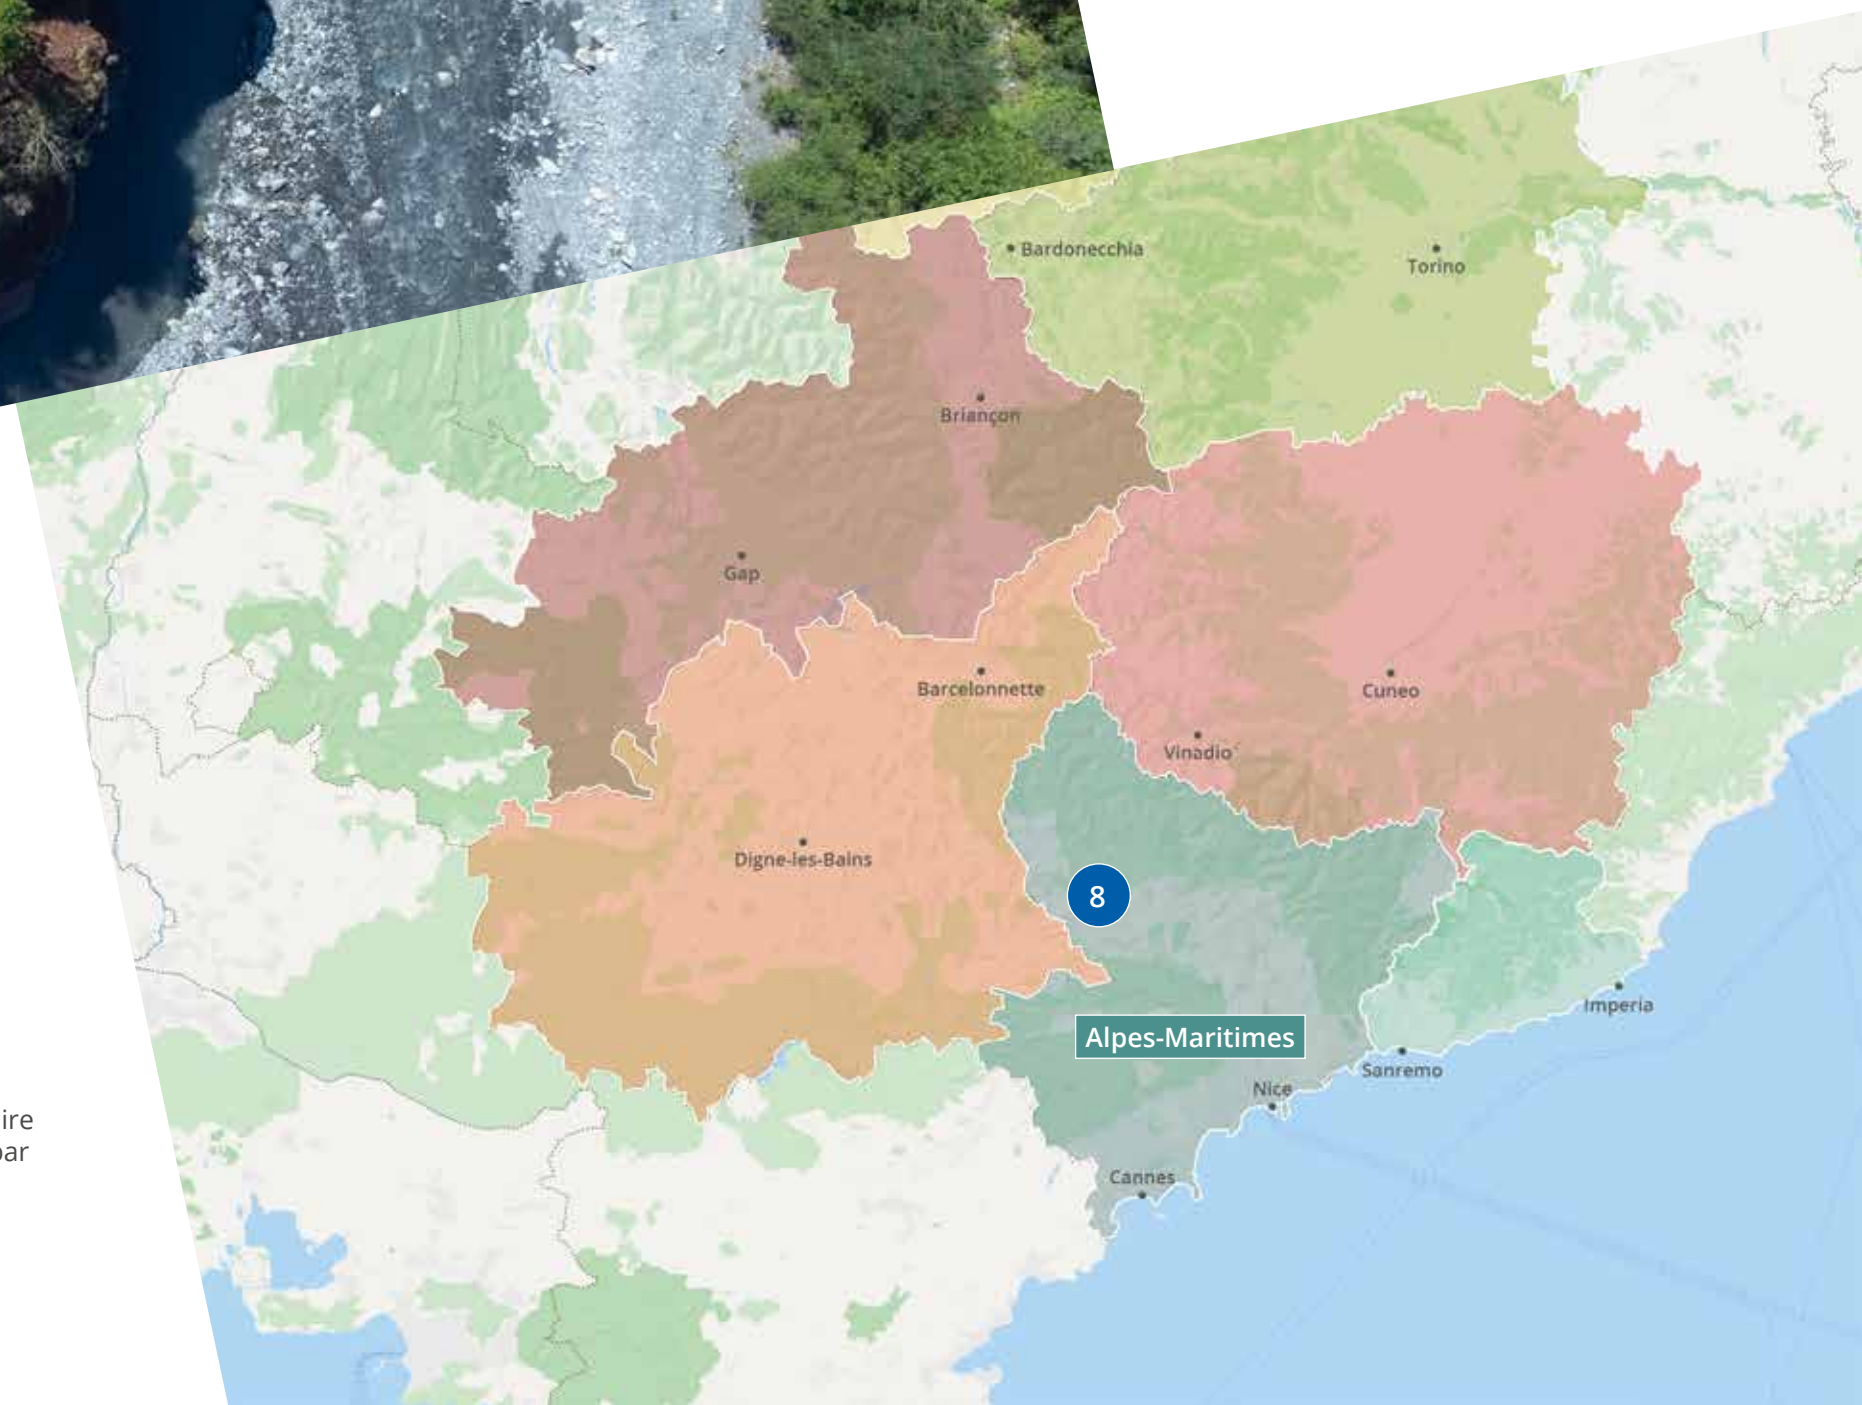 Bardonecchia
Torino
Briançon
Gap
Barcelonnette
Cuneo
Vinadio
Digne-les-Bains
8
Imperia
Alpes-Maritimes
Sanremo
Nice
ire
par
Cannes